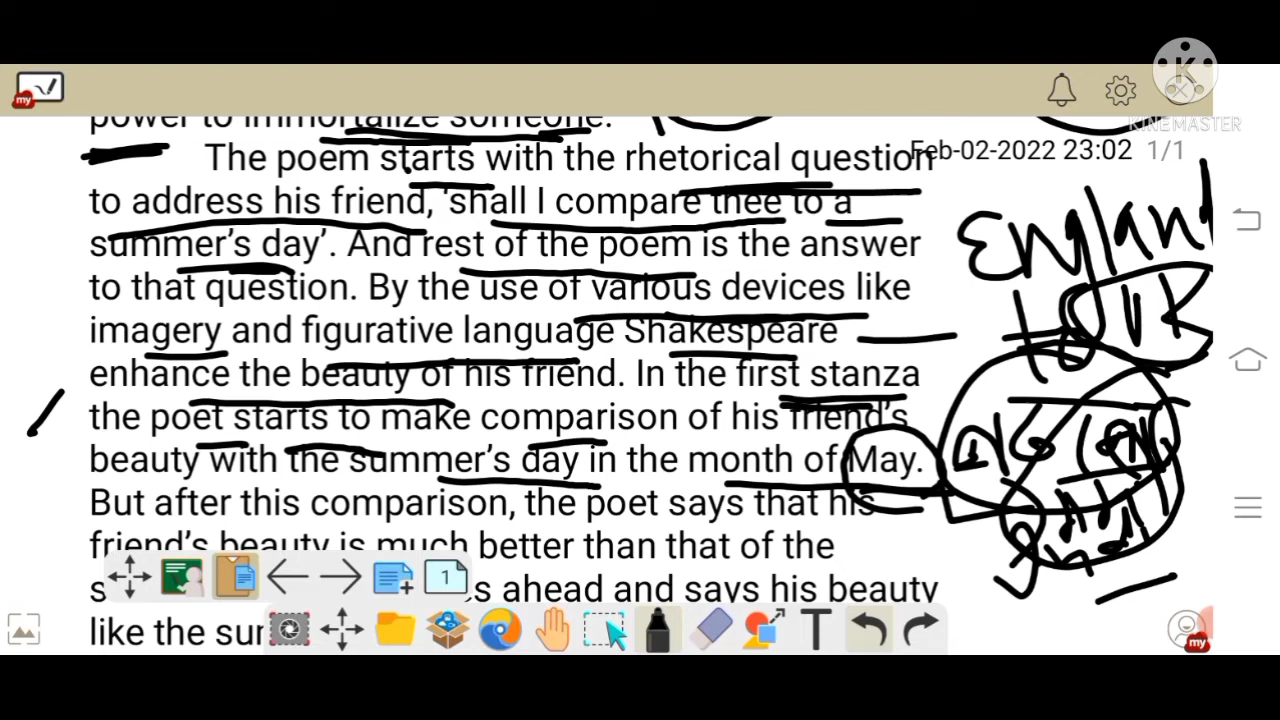 KINEMASTER
power to immortalize someone.
Feb-02-2022 23:02 1/1
The poem starts with the rhetorical question
to address his friend, ‘shall I compare thee to a
summer’s day’. And rest of the poem is the answer
to that question. By the use of various devices like
imagery and figurative language Shakespeare
enhance the beauty of his friend. In the first stanza
the poet starts to make comparison of his friend’s
beauty with the summer’s day in the month of May.
But after this comparison, the poet says that his
friend’s beauty is much better than that of the
s ahead and says his beauty
like the sun
England
UK
my
1
T
my